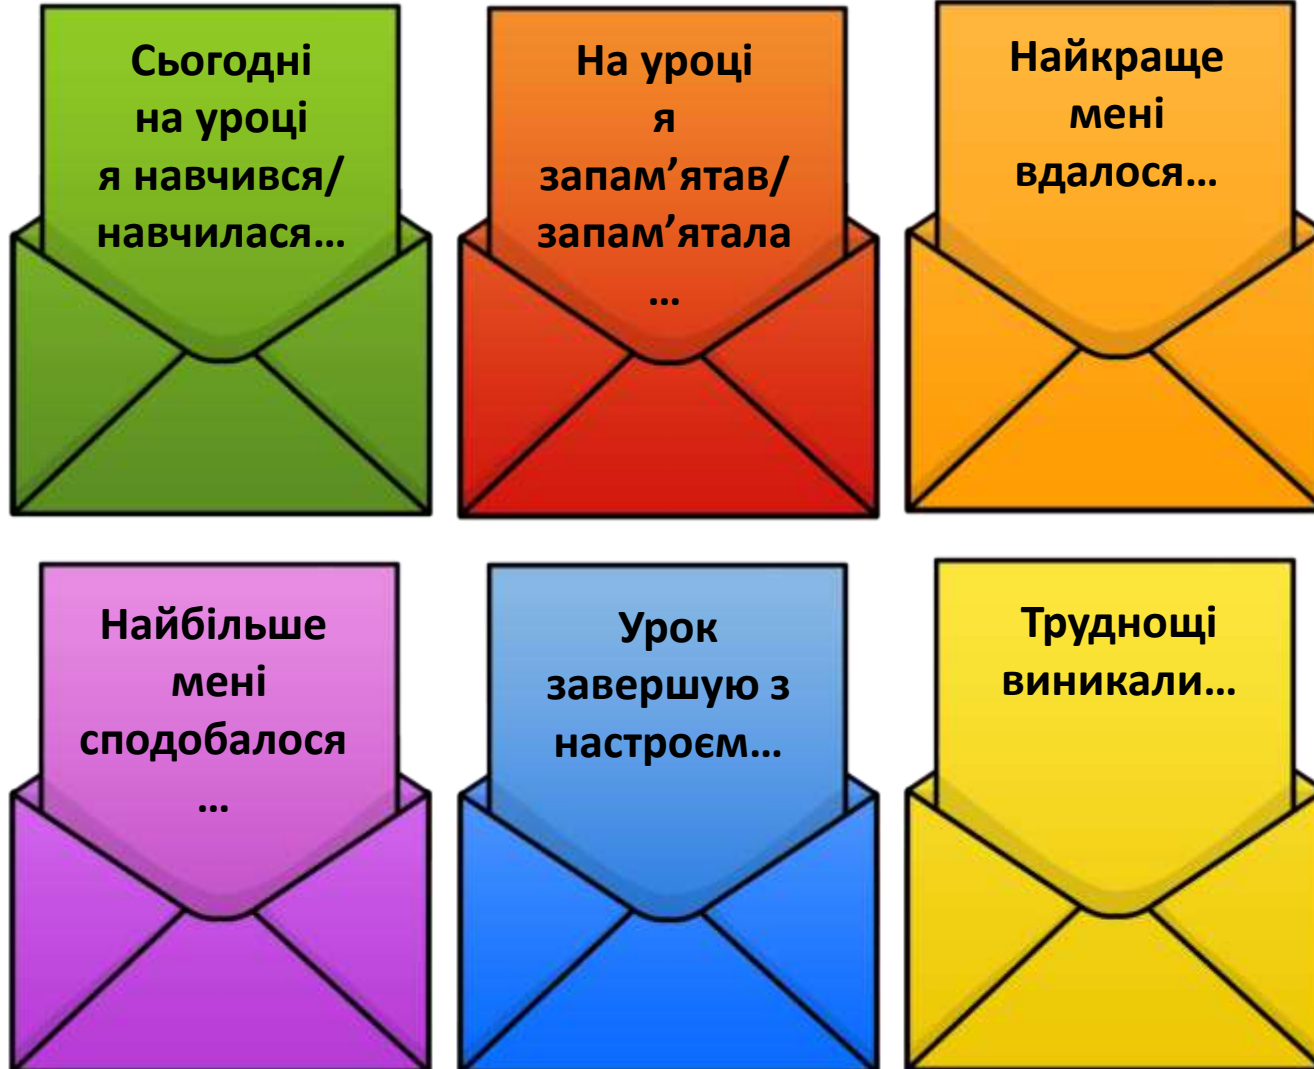 Сьогодні
на уроці
я навчився/
навчилася…
На уроці
я
запам’ятав/
запам’ятала
…
Найкраще
мені
вдалося…
Найбільше
мені
сподобалося
…
Урок
завершую з
настроєм…
Труднощі
виникали…